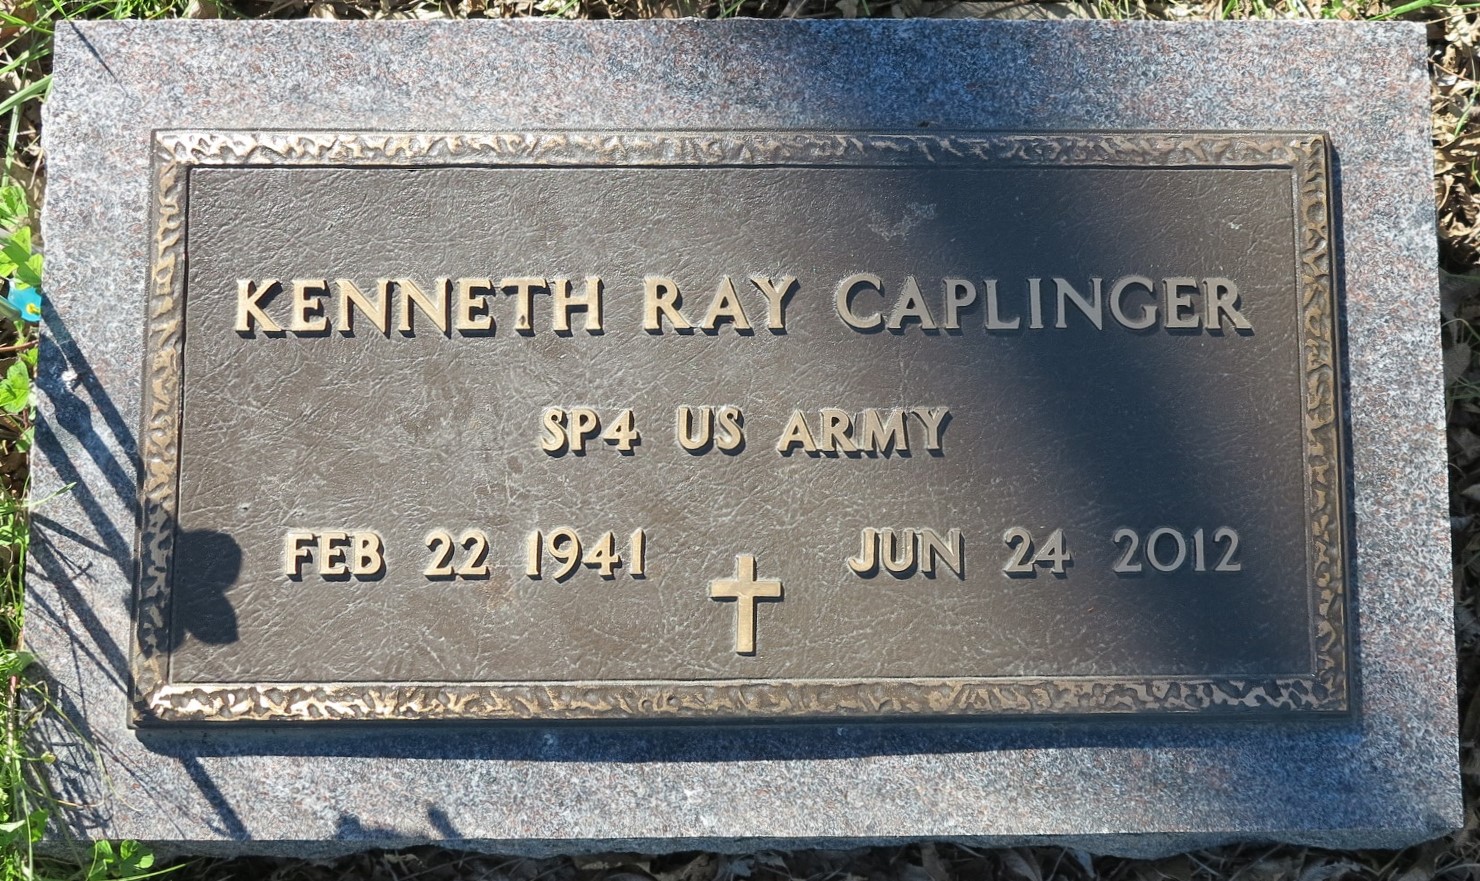 KENNETH RAY CAPLINGER
SP4 US ARMY
FEB 22 1941 JUN 24 2012